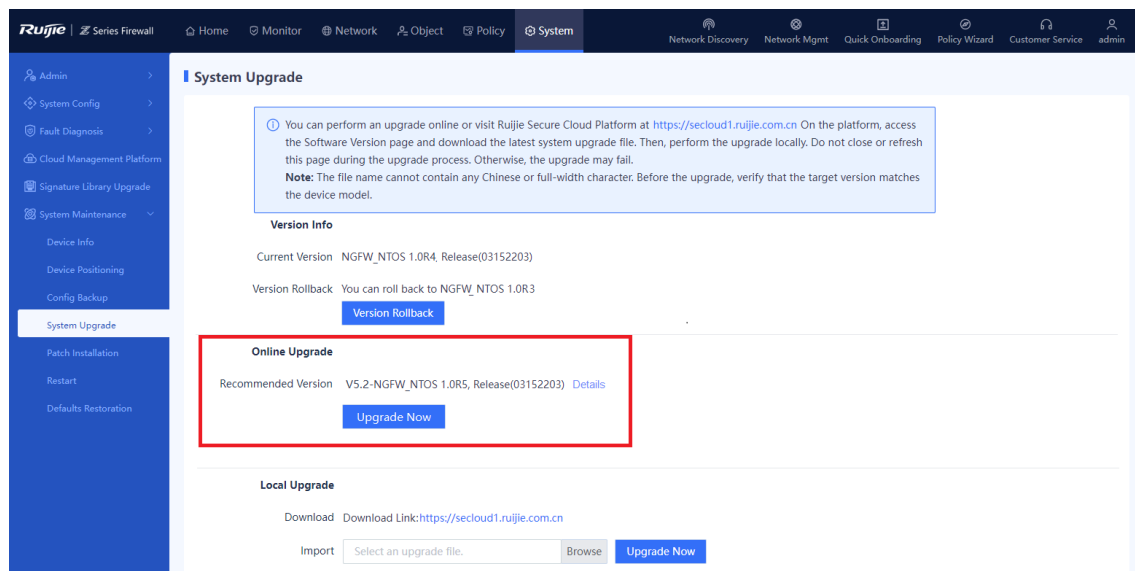 Ruijie | Z Series Firewall
Home
Monitor
Network
Object
Policy
System
Network Discovery
Network Mgmt
Quick Onboarding
Policy Wizard
Customer Service
admin
Admin
System Config
Fault Diagnosis
Cloud Management Platform
Signature Library Upgrade
System Maintenance
Device Info
Device Positioning
Config Backup
System Upgrade
Patch Installation
Restart
Defaults Restoration
System Upgrade
You can perform an upgrade online or visit Ruijie Secure Cloud Platform at https://secloud1.ruijie.com.cn On the platform, access
the Software Version page and download the latest system upgrade file. Then, perform the upgrade locally. Do not close or refresh
this page during the upgrade process. Otherwise, the upgrade may fail.
Note: The file name cannot contain any Chinese or full-width character. Before the upgrade, verify that the target version matches
the device model.
Version Info
Current Version NGFW_NTOS 1.0R4, Release(03152203)
Version Rollback You can roll back to NGFW_NTOS 1.0R3
Version Rollback
Online Upgrade
Recommended Version V5.2-NGFW_NTOS 1.0R5, Release(03152203) Details
Upgrade Now
Local Upgrade
Download Download Link:https://secloud1.ruijie.com.cn
Import Select an upgrade file. Browse Upgrade Now